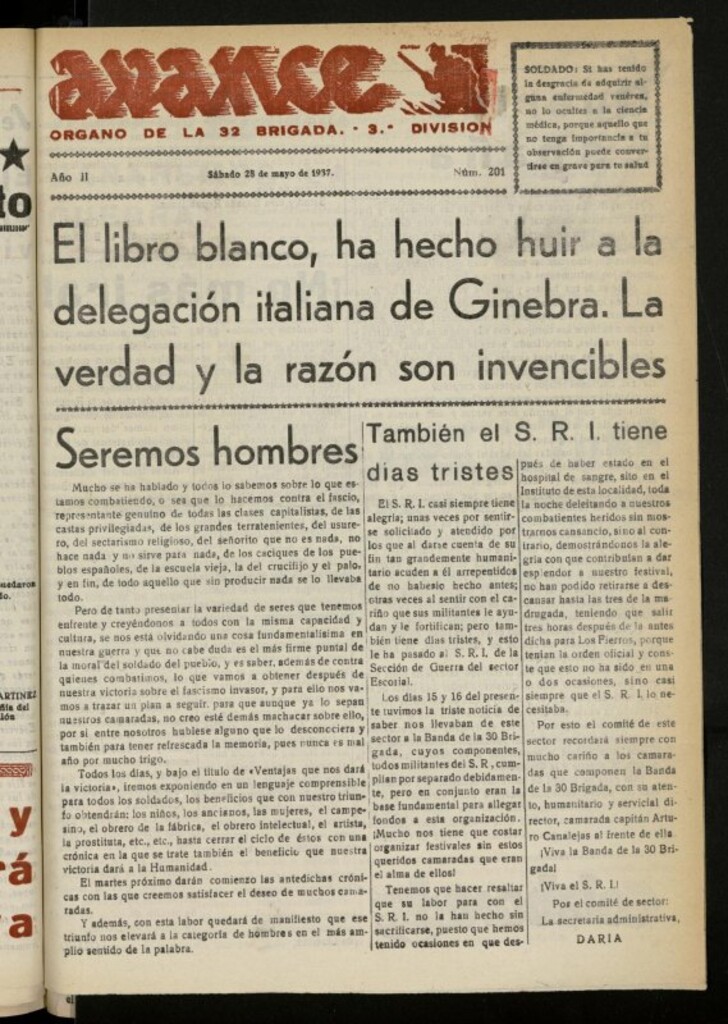 avance
ORGANO DE LA 32 BRIGADA. - 3.ª DIVISION
SOLDADO: Si has tenido
la desgracia de adquirir al-
guna enfermedad venérea,
no lo ocultes a la ciencia
médica, porque aquello que
no tenga importancia a tu
observación puede conver-
tirse en grave para tu salud
Año II
Sábado 28 de mayo de 1937.
Núm. 201
El libro blanco, ha hecho huir a la
delegación italiana de Ginebra. La
verdad y la razón son invencibles
Seremos hombres
Mucho se ha hablado y todos lo sabemos sobre lo que es-
tamos combatiendo, o sea que lo hacemos contra el fascio,
representante genuino de todas las clases capitalistas, de las
castas privilegiadas, de los grandes terratenientes, del usure-
ro, del sectarismo religioso, del señorito que no es nada, no
hace nada y no sirve para nada, de los caciques de los pue-
blos españoles, de la escuela vieja, la del crucifijo y el palo,
y en fin, de todo aquello que sin producir nada se lo llevaba
todo.
Pero de tanto presentar la variedad de seres que tenemos
enfrente y creyéndonos a todos con la misma capacidad y
cultura, se nos está olvidando una cosa fundamentalísima en
nuestra guerra y que no cabe duda es el más firme puntal de
la moral del soldado del pueblo, y es saber, además de contra
quienes combatimos, lo que vamos a obtener después de
nuestra victoria sobre el fascismo invasor, y para ello nos va-
mos a trazar un plan a seguir, para que aunque ya lo sepan
nuestros camaradas, no creo esté demás machacar sobre ello,
por si entre nosotros hubiese alguno que lo desconociera y
también para tener refrescada la memoria, pues nunca es mal
año por mucho trigo.
Todos los días, y bajo el título de «Ventajas que nos dará
la victoria», iremos exponiendo en un lenguaje comprensible
para todos los soldados, los beneficios que con nuestro triun-
fo obtendrán: los niños, los ancianos, las mujeres, el campe-
sino, el obrero de la fábrica, el obrero intelectual, el artista,
la prostituta, etc., etc., hasta cerrar el ciclo de éstos con una
crónica en la que se trate también el beneficio que nuestra
victoria dará a la Humanidad.
El martes próximo darán comienzo las antedichas cróni-
cas con las que creemos satisfacer el deseo de muchos cama-
radas.
Y además, con esta labor quedará de manifiesto que ese
triunfo nos elevará a la categoría de hombres en el más am-
plio sentido de la palabra.
También el S. R. I. tiene
días tristes
El S. R. I. casi siempre tiene
alegría; unas veces por sentir-
se solicitado y atendido por
los que al darse cuenta de su
fin tan grandemente humani-
tario acuden a él arrepentidos
de no habeslo hecho antes;
otras veces al sentir con el ca-
riño que sus militantes le ayu-
dan y le fortifican; pero tam-
bién tiene días tristes, y esto
le ha pasado al S. R. I. de la
Sección de Guerra del sector
Escorial.
Los días 15 y 16 del presen-
te tuvimos la triste noticia de
saber nos llevaban de este
sector a la Banda de la 30 Bri-
gada, cuyos componentes,
todos militantes del S. R , cum-
plían por separado debidamen-
te, pero en conjunto eran la
base fundamental para allegar
fondos a esta organización.
¡Mucho nos tiene que costar
organizar festivales sin estos
queridos camaradas que eran
el alma de ellos!
Tenemos que hacer resaltar
que su labor para con el
S. R. I. no la han hecho sin
sacrificarse, puesto que hemos
tenido ocasiones en que des-
pués de haber estado en el
hospital de sangre, sito en el
Instituto de esta localidad, toda
la noche deleitando a nuestros
combatientes heridos sin mos-
trarnos cansancio, sino al con-
trario, demostrándonos la ale-
gría con que contribuían a dar
esplendor a nuestro festival,
no han podido retirarse a des-
cansar hasta las tres de la ma-
drugada, teniendo que salir
tres horas después de la antes
dicha para Los Pierros, porque
tenían la orden oficial y cons-
te que esto no ha sido en una
o dos ocasiones, sino casi
siempre que el S. R. I. lo ne-
cesitaba.
Por esto el comité de este
sector recordará siempre con
mucho cariño a los camara-
das que componen la Banda
de la 30 Brigada, con su aten-
to, humanitario y servicial di-
rector, camarada capitán Artu-
ro Canalejas al frente de ella.
¡Viva la Banda de la 30 Bri-
gada!
¡Viva el S. R. I.!
Por el comité de sector:
La secretaria administrativa,
DARIA
to
uedaron
lo.
ARTINEZ
y
rá
a